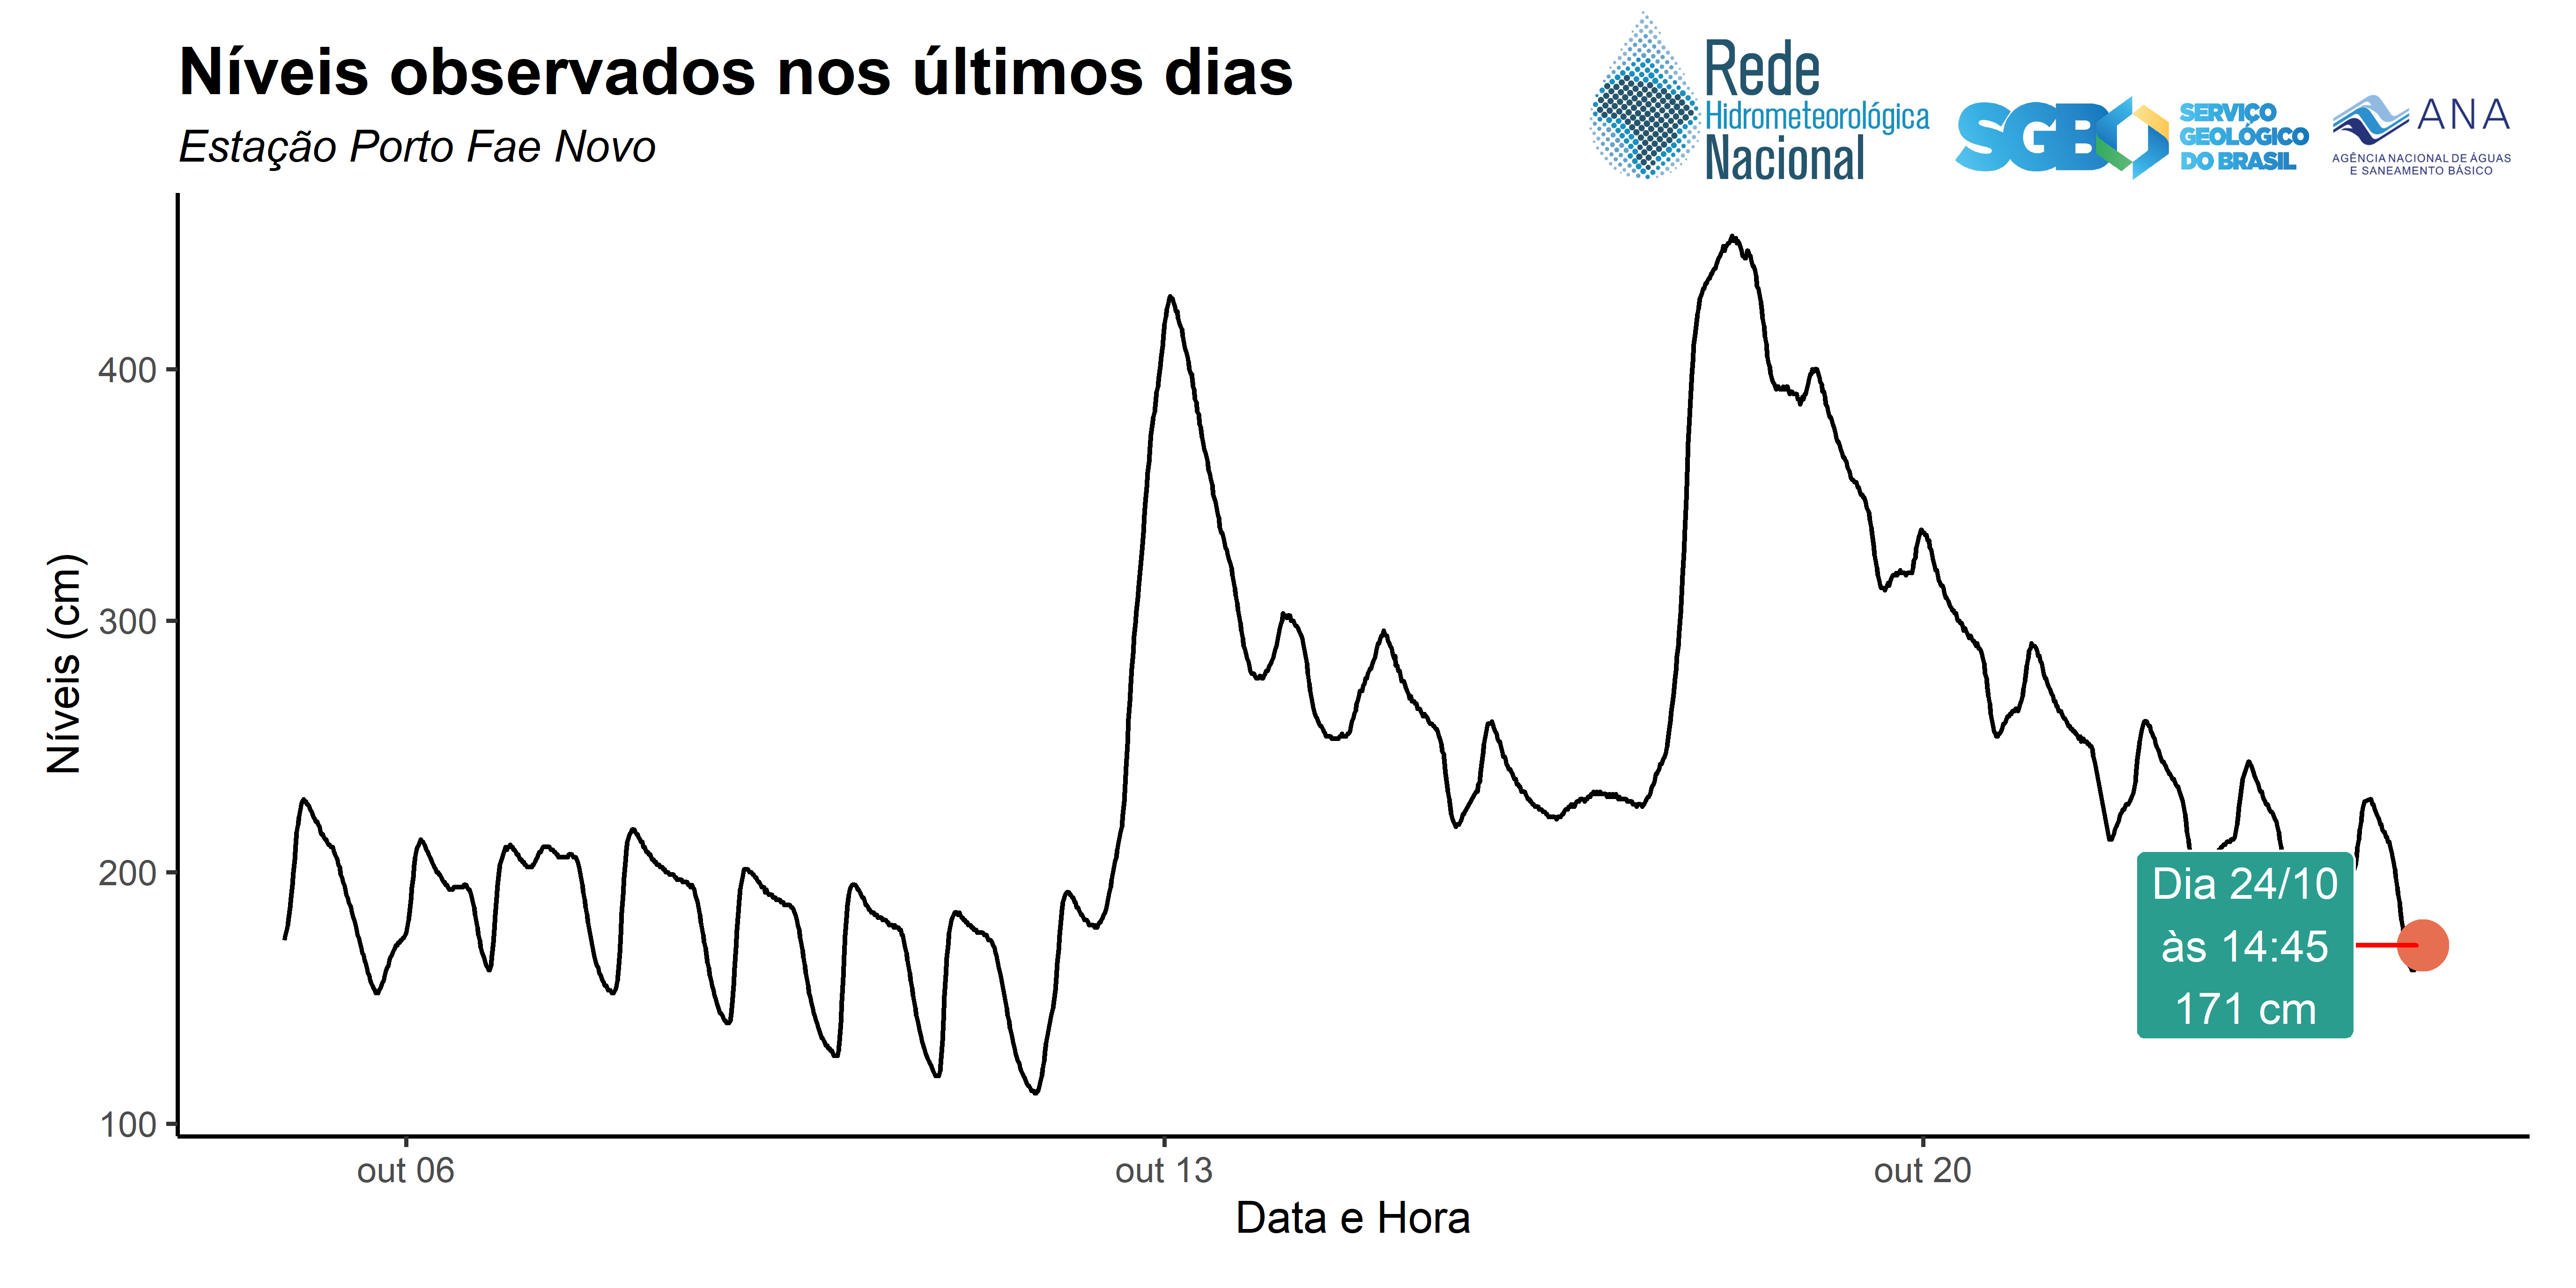 Níveis observados nos últimos dias
Estação Porto Fae Novo
Rede
Hidrometeorológica
Nacional
SGB
SERVIÇO
GEOLÓGICO
DO BRASIL
ANA
AGÊNCIA NACIONAL DE ÁGUAS
E SANEAMENTO BÁSICO
Níveis (cm)
400
300
200
100
Dia 24/10
às 14:45
171 cm
out 06
out 13
out 20
Data e Hora